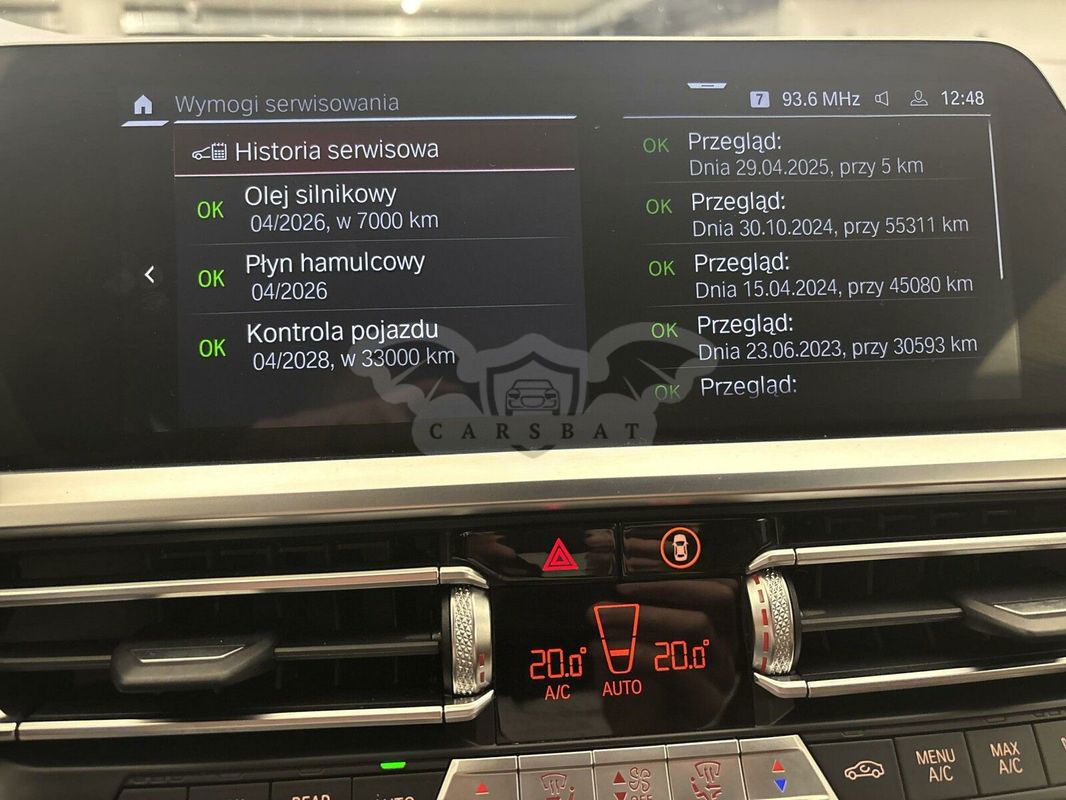 Wymogi serwisowania
7 93.6 MHz 12:48
Historia serwisowa
OK Olej silnikowy
04/2026, w 7000 km
OK Płyn hamulcowy
04/2026
OK Kontrola pojazdu
04/2028, w 33000 km
OK Przegląd:
Dnia 29.04.2025, przy 5 km
OK Przegląd:
Dnia 30.10.2024, przy 55311 km
OK Przegląd:
Dnia 15.04.2024, przy 45080 km
OK Przegląd:
Dnia 23.06.2023, przy 30593 km
OK Przegląd:
CARSBAT
20.0° 20.0°
A/C AUTO
MENU A/C
MAX A/C
REAR
AUTO